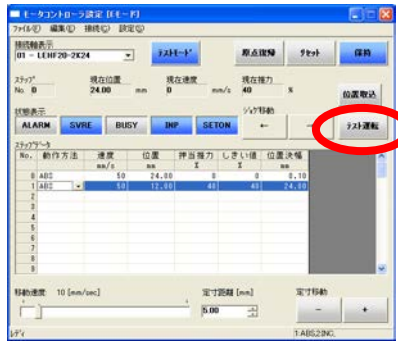 モータコントローラ設定 [Eモード]
ファイル(F) 編集(E) 接続(C) 設定(Q)
接続軸表示
01 - LEHF20-2K24 テストモード 原点復帰 リセット 保持
ステップ 現在位置 現在速度 現在推力
No. 0 24.00 mm 0 mm/s 40 % 位置取込
状態表示 ジョグ移動
ALARM SVRE BUSY INP SETON ← → テスト運転
ステップデータ
No. 動作方法 速度 位置 押当推力 しきい値 位置決幅
mm/s mm % % mm
0 ABS 50 24.00 0 0 0.10
1 ABS 50 12.00 40 40 24.00
2
3
4
5
6
7
8
9
移動速度 10 [mm/sec] 定寸距離 [mm] 定寸移動
5.00 - +
レディ 1:ABS,2:INC,